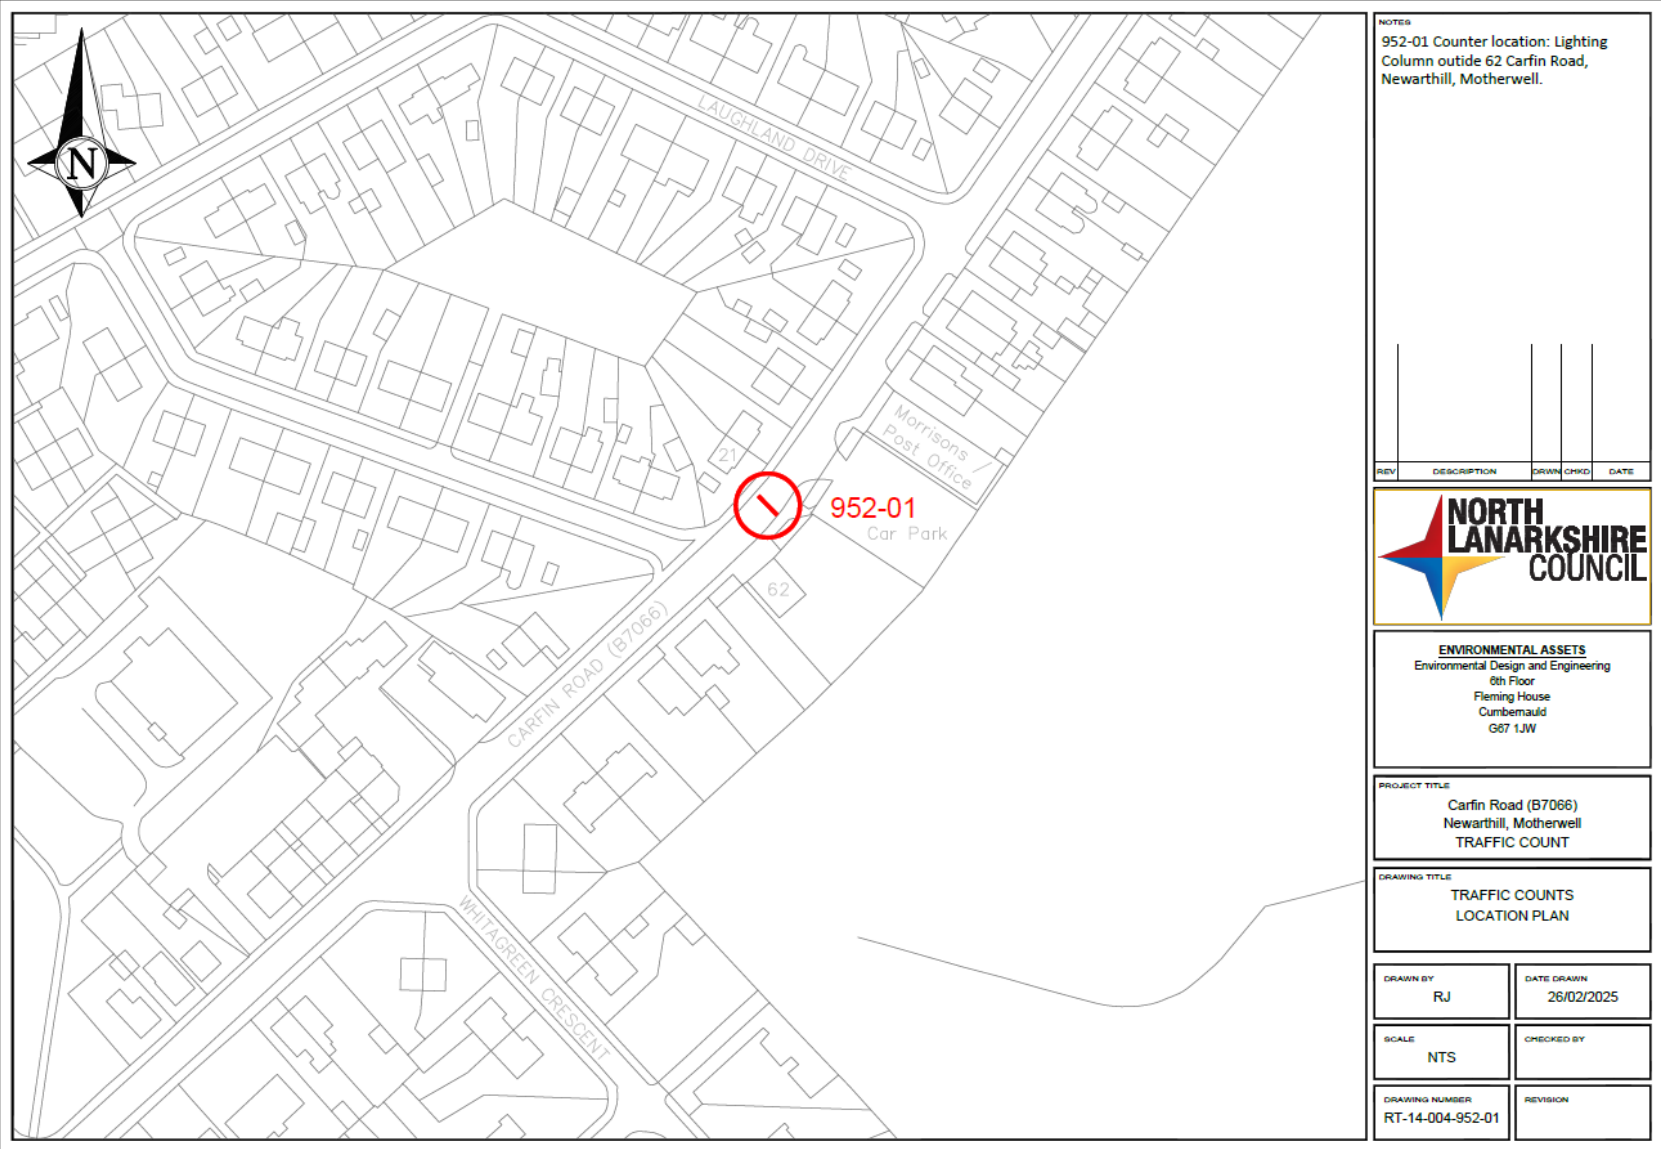 N
LAUGHLAND DRIVE
Morrisons /
Post Office
21
952-01
Car Park
62
CARFIN ROAD (B7066)
WHITAGREEN CRESCENT
NOTES
952-01 Counter location: Lighting
Column outide 62 Carfin Road,
Newarthill, Motherwell.
REV DESCRIPTION DRWN CHKD DATE
NORTH
LANARKSHIRE
COUNCIL
ENVIRONMENTAL ASSETS
Environmental Design and Engineering
6th Floor
Fleming House
Cumbernauld
G67 1JW
PROJECT TITLE
Carfin Road (B7066)
Newarthill, Motherwell
TRAFFIC COUNT
DRAWING TITLE
TRAFFIC COUNTS
LOCATION PLAN
DRAWN BY
RJ
DATE DRAWN
26/02/2025
SCALE
NTS
CHECKED BY
DRAWING NUMBER
RT-14-004-952-01
REVISION